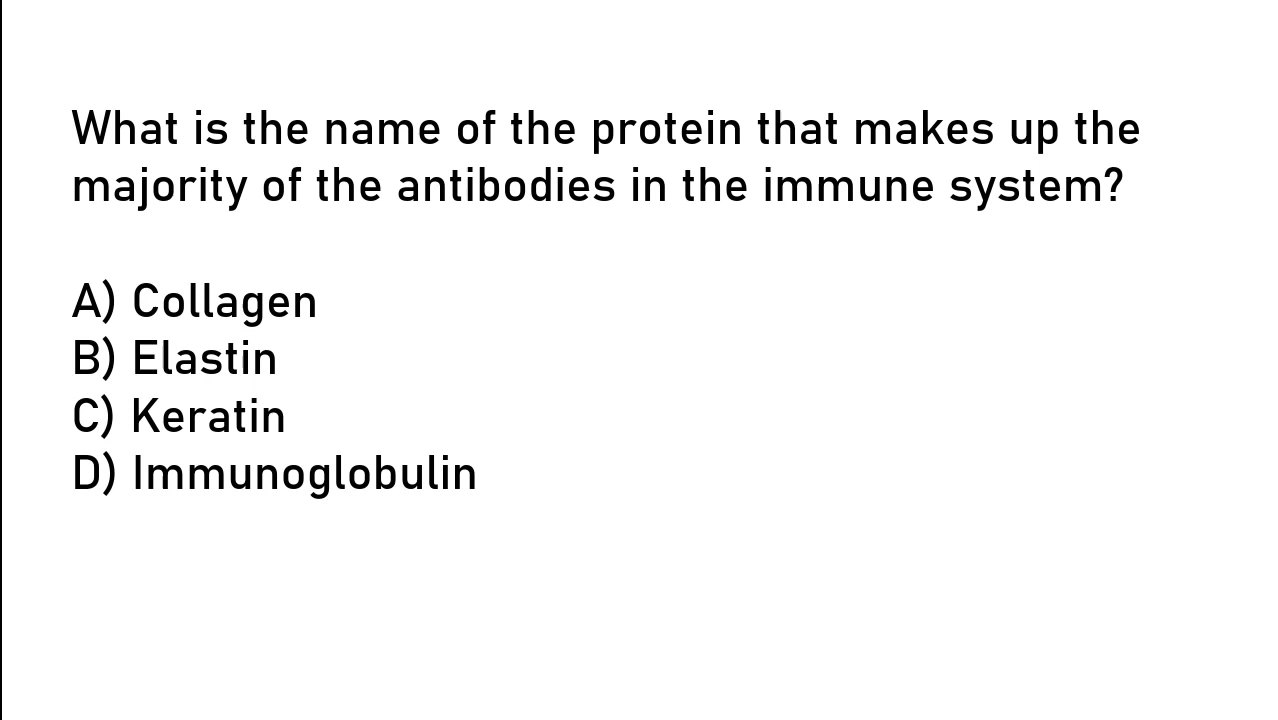 What is the name of the protein that makes up the
majority of the antibodies in the immune system?
A) Collagen
B) Elastin
C) Keratin
D) Immunoglobulin